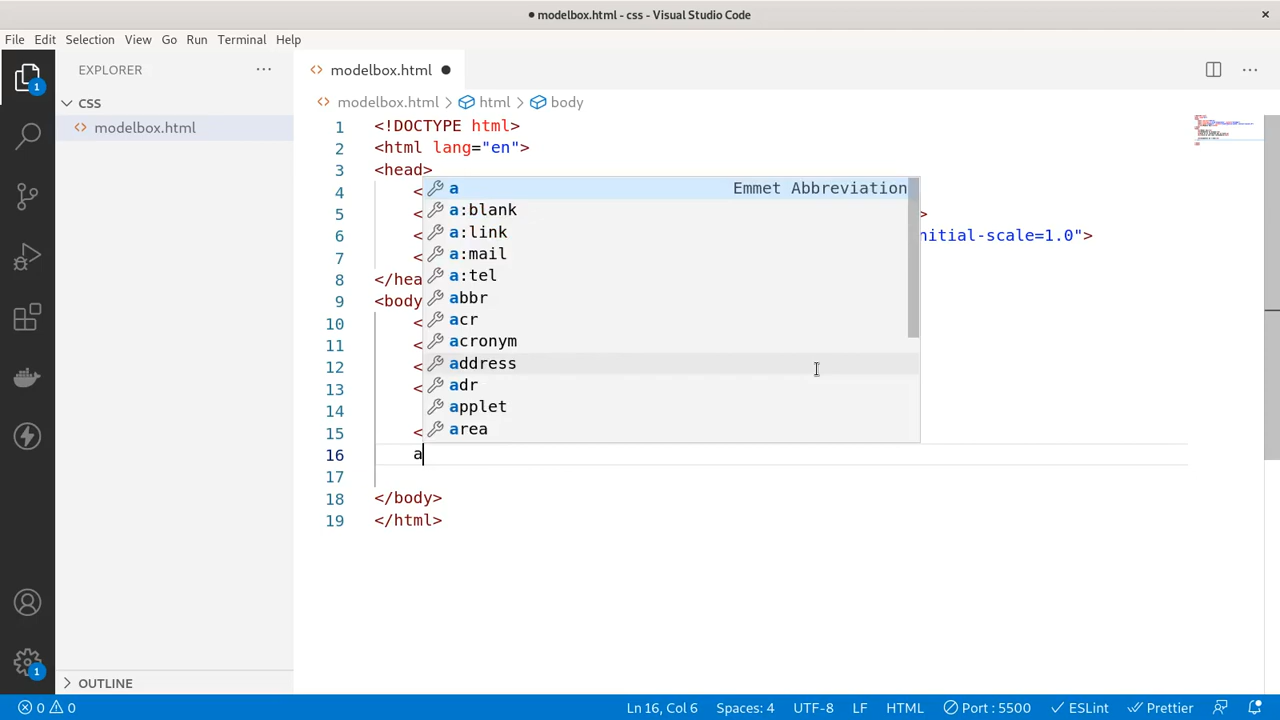 ● modelbox.html - css - Visual Studio Code
File Edit Selection View Go Run Terminal Help
EXPLORER
modelbox.html
CSS
modelbox.html
modelbox.html > html > body
1 <!DOCTYPE html>
2 <html lang="en">
3 <head>
4 <
5 < >
6 < nitial-scale=1.0">
7 <
8 </hea
9 <body
10 <
11 <
12 <
13 <
14
15 <
16 a
17
18 </body>
19 </html>
a Emmet Abbreviation
a:blank
a:link
a:mail
a:tel
abbr
acr
acronym
address
adr
applet
area
1
1
OUTLINE
0 0 Ln 16, Col 6 Spaces: 4 UTF-8 LF HTML Port : 5500 ESLint Prettier